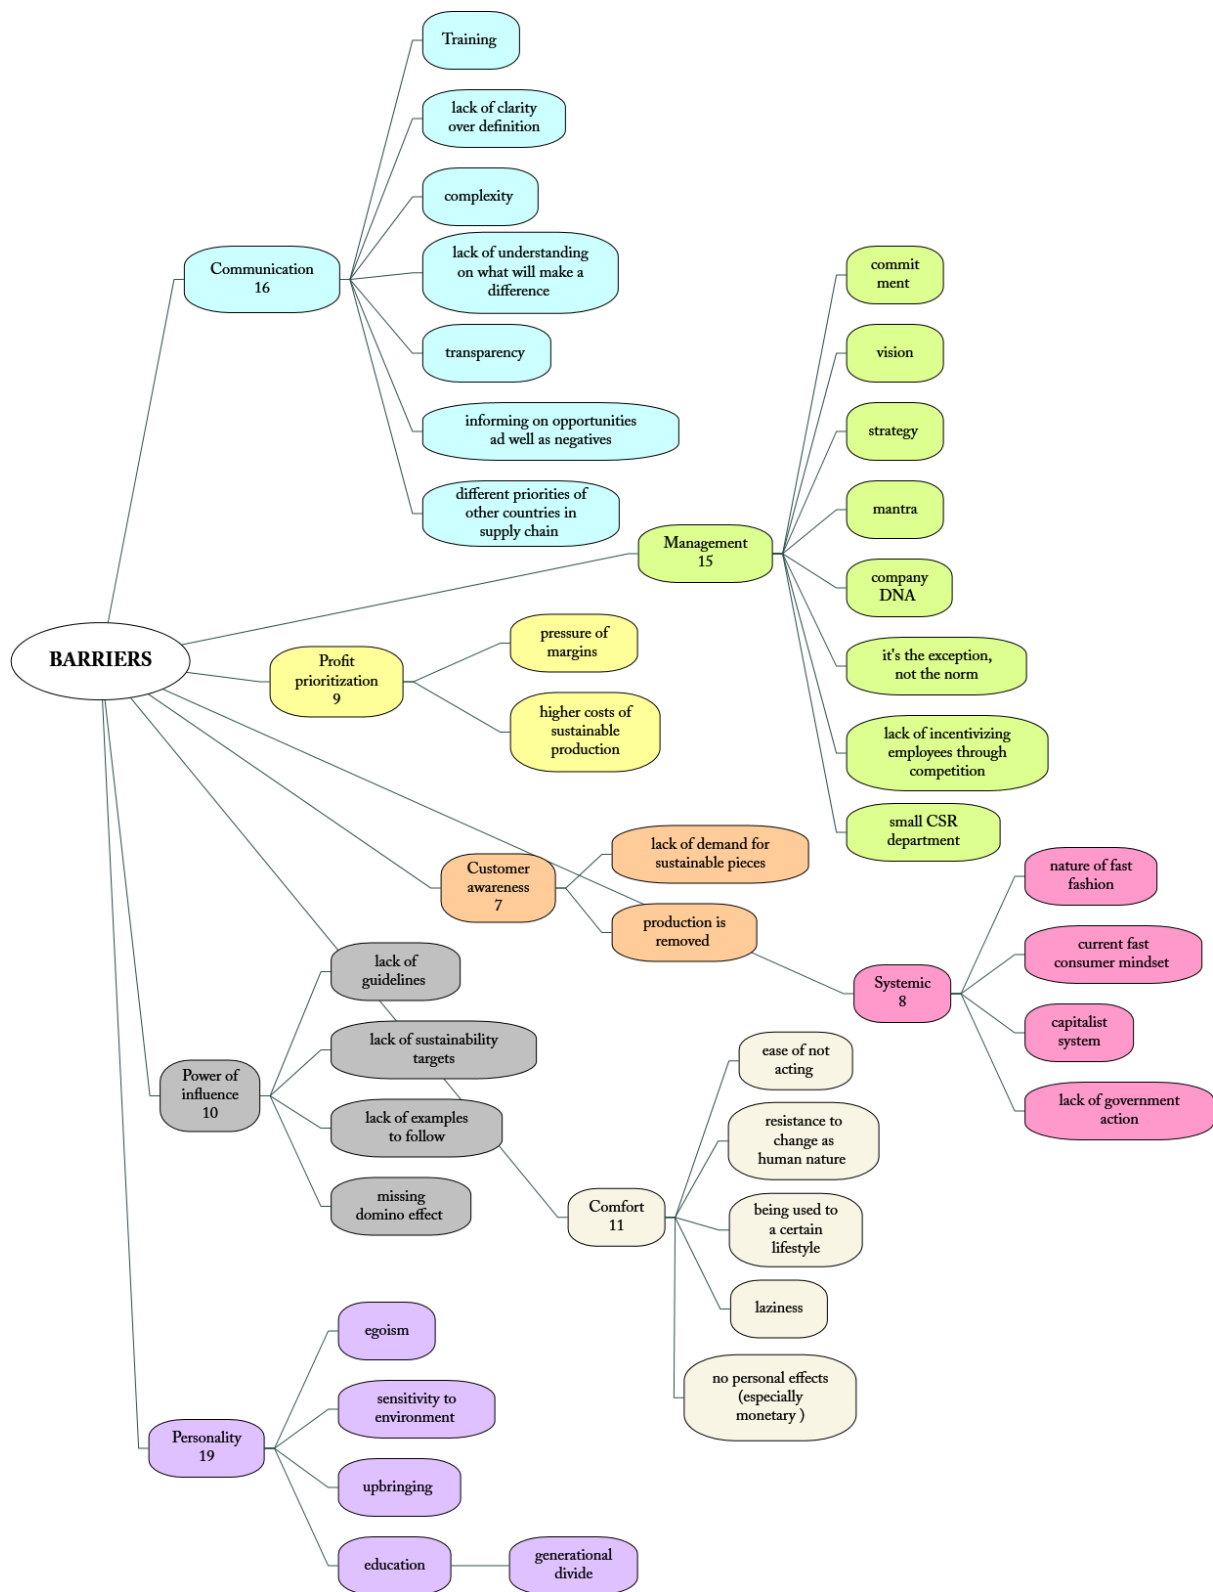 Training
lack of clarity
over definition
complexity
lack of understanding
on what will make a
difference
Communication
16
transparency
informing on opportunities
ad well as negatives
different priorities of
other countries in
supply chain
commit
ment
vision
strategy
mantra
Management
15
company
DNA
it's the exception,
not the norm
lack of incentivizing
employees through
competition
small CSR
department
BARRIERS
Profit
prioritization
9
pressure of
margins
higher costs of
sustainable
production
Customer
awareness
7
lack of demand for
sustainable pieces
production is
removed
Systemic
8
nature of fast
fashion
current fast
consumer mindset
capitalist
system
lack of government
action
Power of
influence
10
lack of
guidelines
lack of sustainability
targets
lack of examples
to follow
missing
domino effect
Comfort
11
ease of not
acting
resistance to
change as
human nature
being used to
a certain
lifestyle
laziness
no personal effects
(especially
monetary )
Personality
19
egoism
sensitivity to
environment
upbringing
education
generational
divide